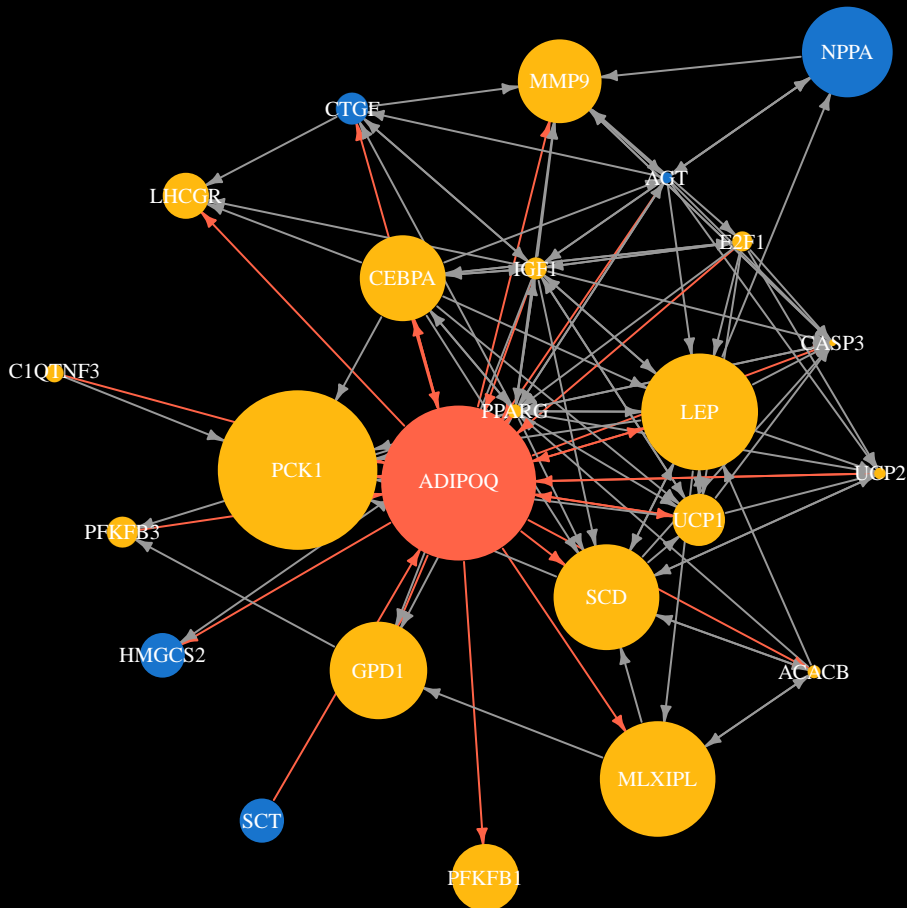 NPPA
MMP9
CTGF
AGT
LHCGR
E2F1
IGF1
CEBPA
CASP3
C1QTNF3
PPARG
LEP
PCK1
ADIPOQ
UCP2
UCP1
PFKFB3
SCD
HMGCS2
GPD1
ACACB
MLXIPL
SCT
PFKFB1